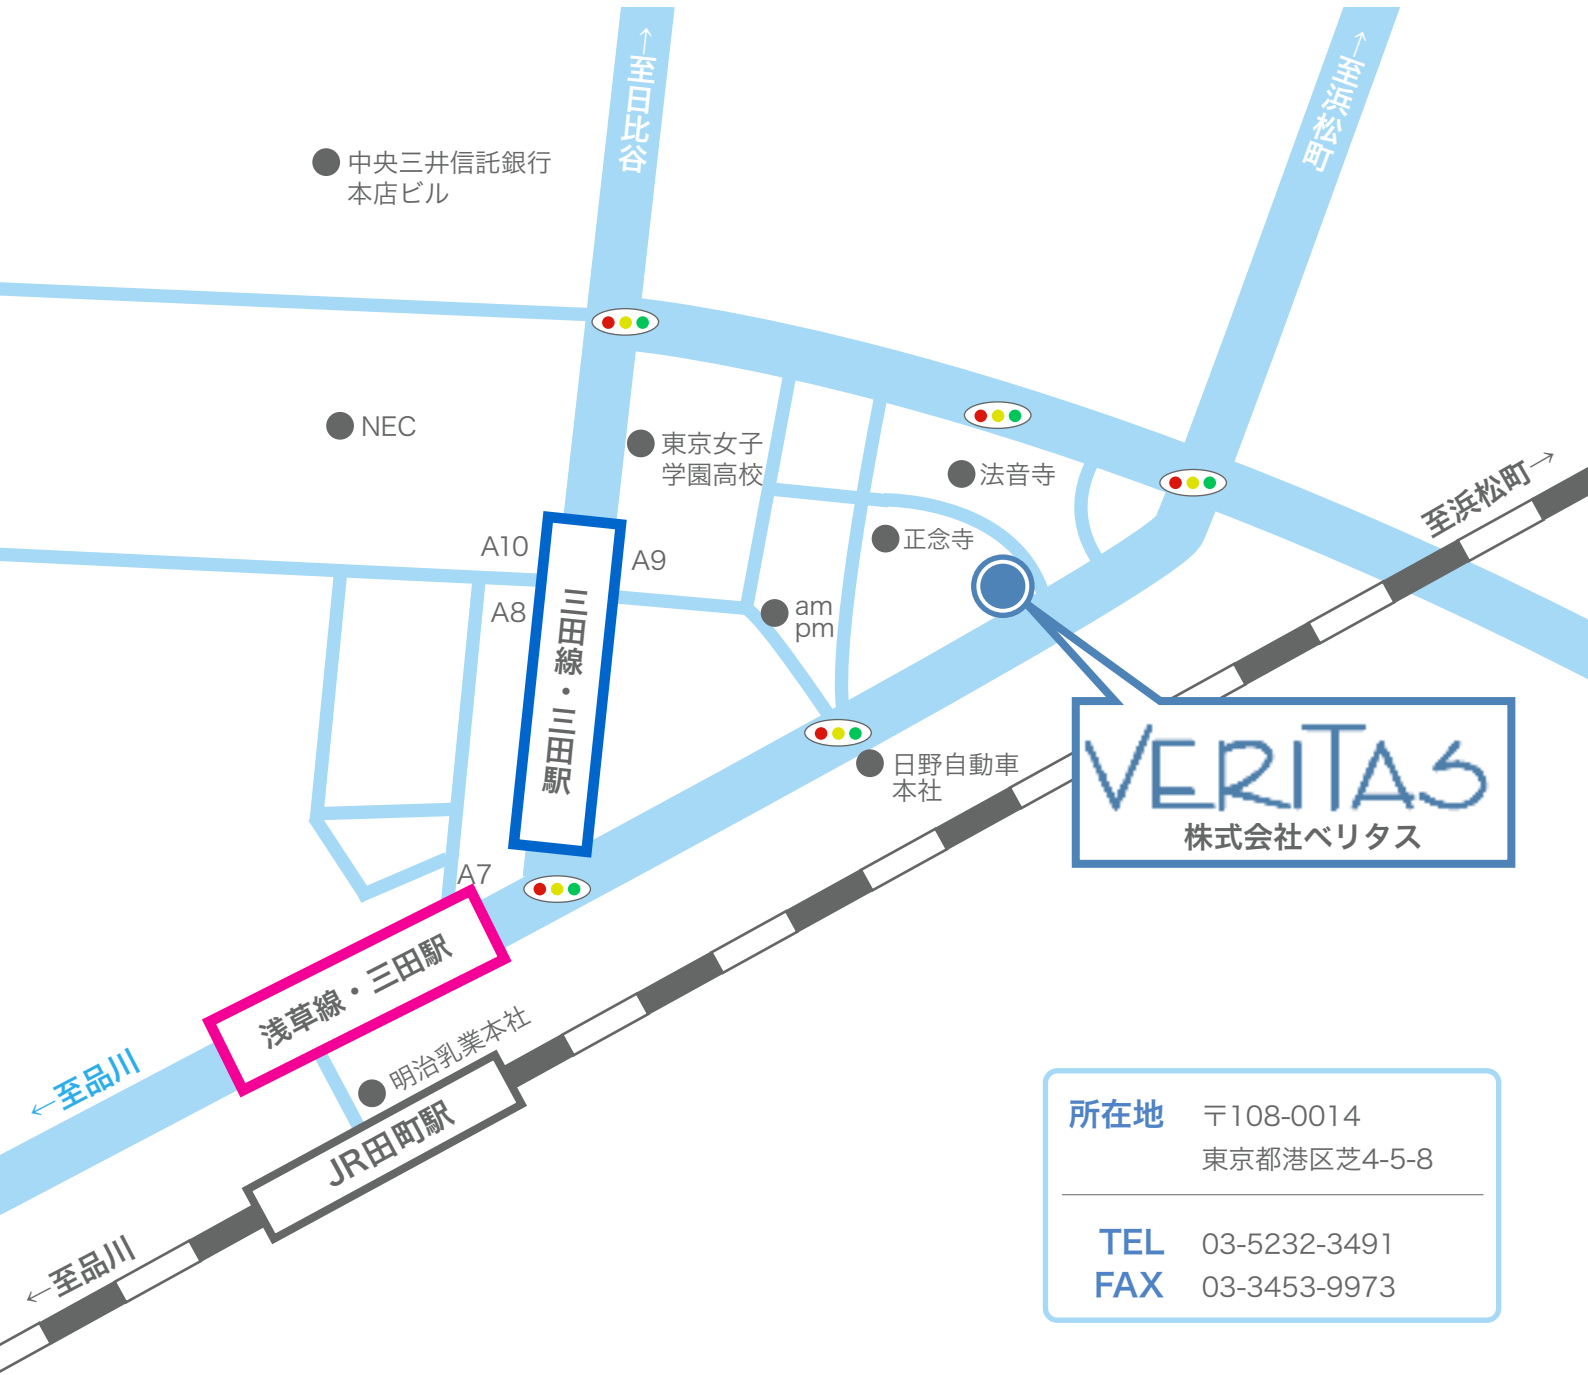 ←至日比谷
←至浜松町
中央三井信託銀行
本店ビル
NEC
東京女子
学園高校
法音寺
至浜松町→
正念寺
A10
A9
A8
am
pm
三田線・三田駅
日野自動車
本社
VERITAS
株式会社ベリタス
A7
浅草線・三田駅
明治乳業本社
←至品川
JR田町駅
←至品川
所在地 〒108-0014
東京都港区芝4-5-8
TEL 03-5232-3491
FAX 03-3453-9973